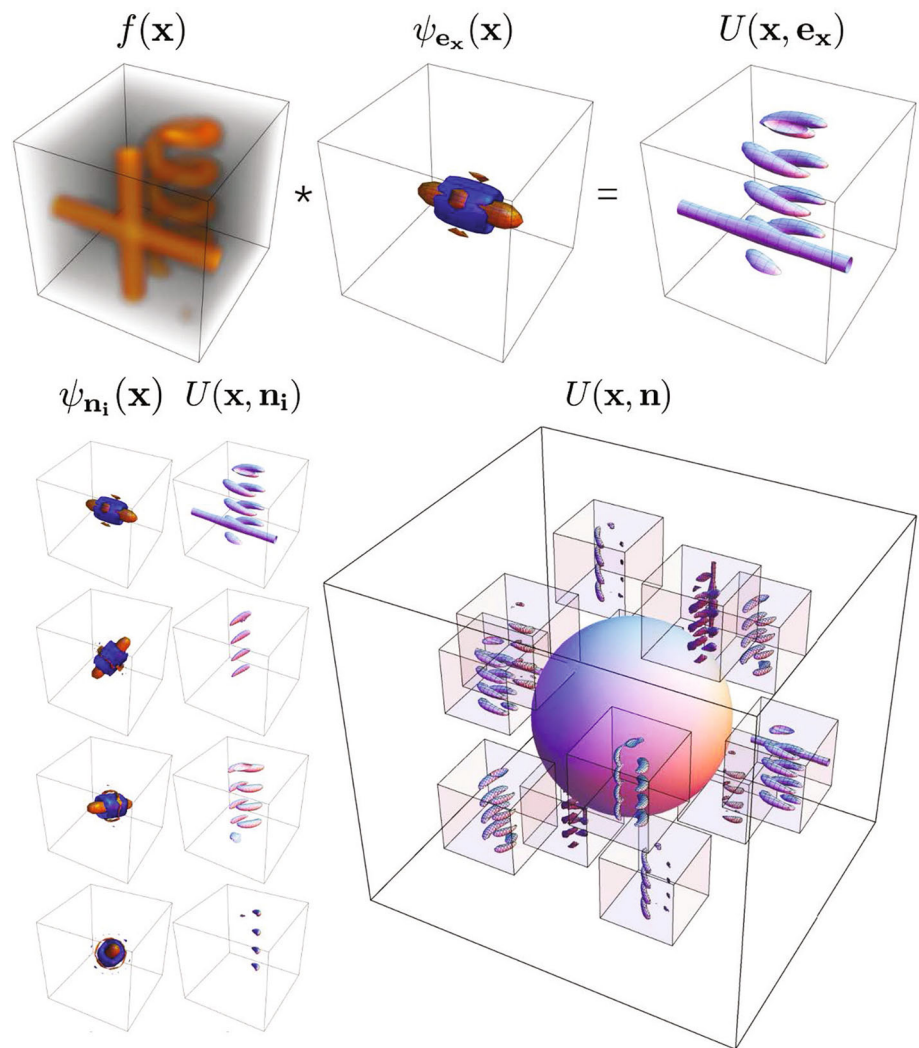 f(x) ψ_{e_x}(x) U(x, e_x)
⋆ =
ψ_{n_i}(x) U(x, n_i) U(x, n)